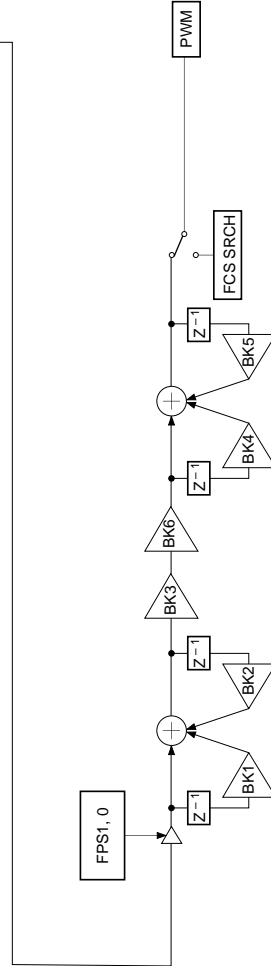 PWM
FCS SRCH
Z⁻¹
BK5
BK4
Z⁻¹
BK6
BK3
Z⁻¹
BK2
BK1
Z⁻¹
FPS1, 0